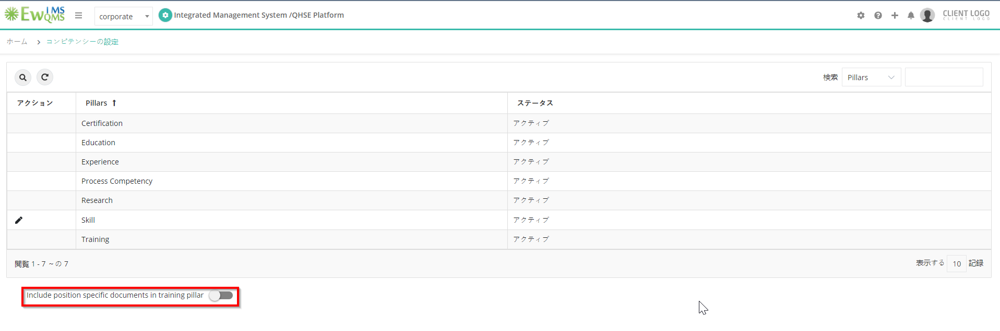 EwQMS IMS
corporate
Integrated Management System /QHSE Platform
CLIENT LOGO
CLIENT LOGO
ホーム > コンピテンシーの設定
検索 Pillars
アクション Pillars ステータス
Certification アクティブ
Education アクティブ
Experience アクティブ
Process Competency アクティブ
Research アクティブ
Skill アクティブ
Training アクティブ
閲覧 1 - 7 ~ の 7
表示する 10 記録
Include position specific documents in training pillar